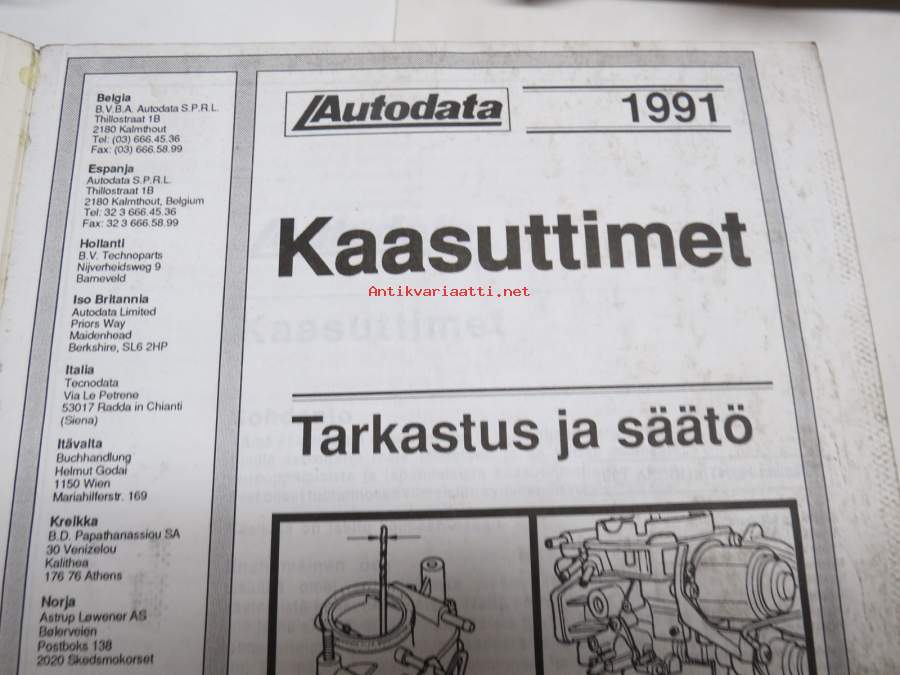 Belgia
B.V.B.A. Autodata S.P.R.L.
Thillostraat 1B
2180 Kalmthout
Tel: (03) 666.45.36
Fax: (03) 666.58.99
Espanja
Autodata S.P.R.L.
Thillostraat 1B
2180 Kalmthout, Belgium
Tel: 32 3 666.45.36
Fax: 32 3 666.58.99
Hollanti
B.V. Technoparts
Nijverheidsweg 9
Barneveld
Iso Britannia
Autodata Limited
Priors Way
Maidenhead
Berkshire, SL6 2HP
Italia
Tecnodata
Via Le Petrene
53017 Radda in Chianti
(Siena)
Itävalta
Buchhandlung
Helmut Godai
1150 Wien
Mariahilferstr. 169
Kreikka
B.D. Papathanassiou SA
30 Venizelou
Kalithea
176 76 Athens
Norja
Astrup Løwener AS
Bølerveien
Postboks 138
2020 Skedsmokorset
Autodata
1991
Kaasuttimet
Antikvariaatti.net
Kaasuttimet
Tarkastus ja säätö